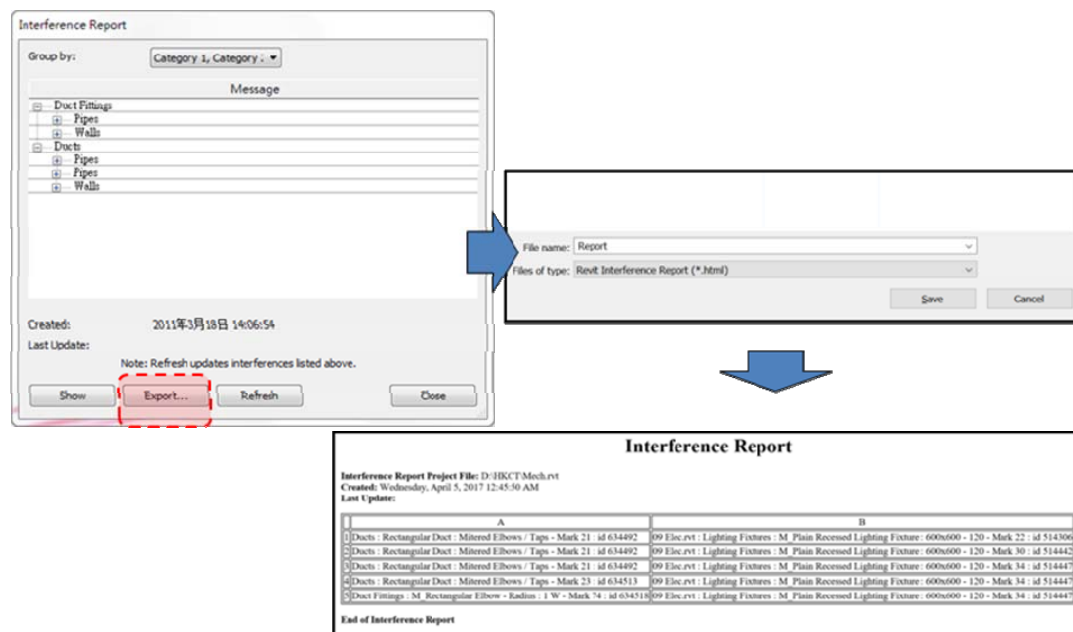 Interference Report
Group by:
Category 1, Category :
Message
Duct Fittings
Pipes
Walls
Ducts
Pipes
Pipes
Walls
Created: 2011年3月18日 14:06:54
Last Update:
Note: Refresh updates interferences listed above.
Show Export... Refresh Close
File name: Report
Files of type: Revit Interference Report (*.html)
Save Cancel
Interference Report
Interference Report Project File: D:\HKCT\Mech.rvt
Created: Wednesday, April 5, 2017 12:45:30 AM
Last Update:
A B
1 Ducts : Rectangular Duct : Mitered Elbows / Taps - Mark 21 : id 634492 09 Elec.rvt : Lighting Fixtures : M_Plain Recessed Lighting Fixture : 600x600 - 120 - Mark 22 : id 514306
2 Ducts : Rectangular Duct : Mitered Elbows / Taps - Mark 21 : id 634492 09 Elec.rvt : Lighting Fixtures : M_Plain Recessed Lighting Fixture : 600x600 - 120 - Mark 30 : id 514442
3 Ducts : Rectangular Duct : Mitered Elbows / Taps - Mark 21 : id 634492 09 Elec.rvt : Lighting Fixtures : M_Plain Recessed Lighting Fixture : 600x600 - 120 - Mark 34 : id 514447
4 Ducts : Rectangular Duct : Mitered Elbows / Taps - Mark 23 : id 634513 09 Elec.rvt : Lighting Fixtures : M_Plain Recessed Lighting Fixture : 600x600 - 120 - Mark 34 : id 514447
5 Duct Fittings : M_Rectangular Elbow - Radius : 1 W - Mark 74 : id 634518 09 Elec.rvt : Lighting Fixtures : M_Plain Recessed Lighting Fixture : 600x600 - 120 - Mark 34 : id 514447
End of Interference Report